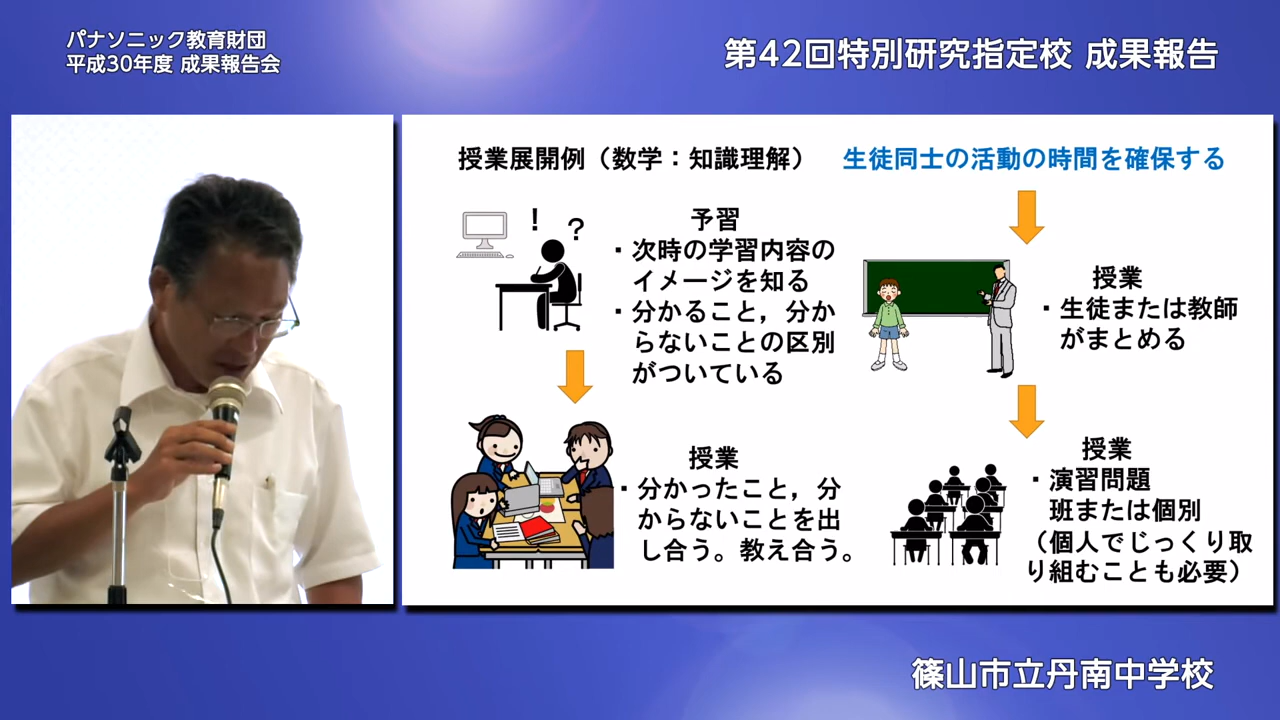 パナソニック教育財団
平成30年度 成果報告会
第42回特別研究指定校 成果報告
授業展開例（数学：知識理解）
生徒同士の活動の時間を確保する
! ?
予習
・次時の学習内容の
イメージを知る
・分かること，分か
らないことの区別
がついている
授業
・分かったこと，分
からないことを出
し合う。教え合う。
授業
・生徒または教師
がまとめる
授業
・演習問題
班または個別
（個人でじっくり取
り組むことも必要）
篠山市立丹南中学校